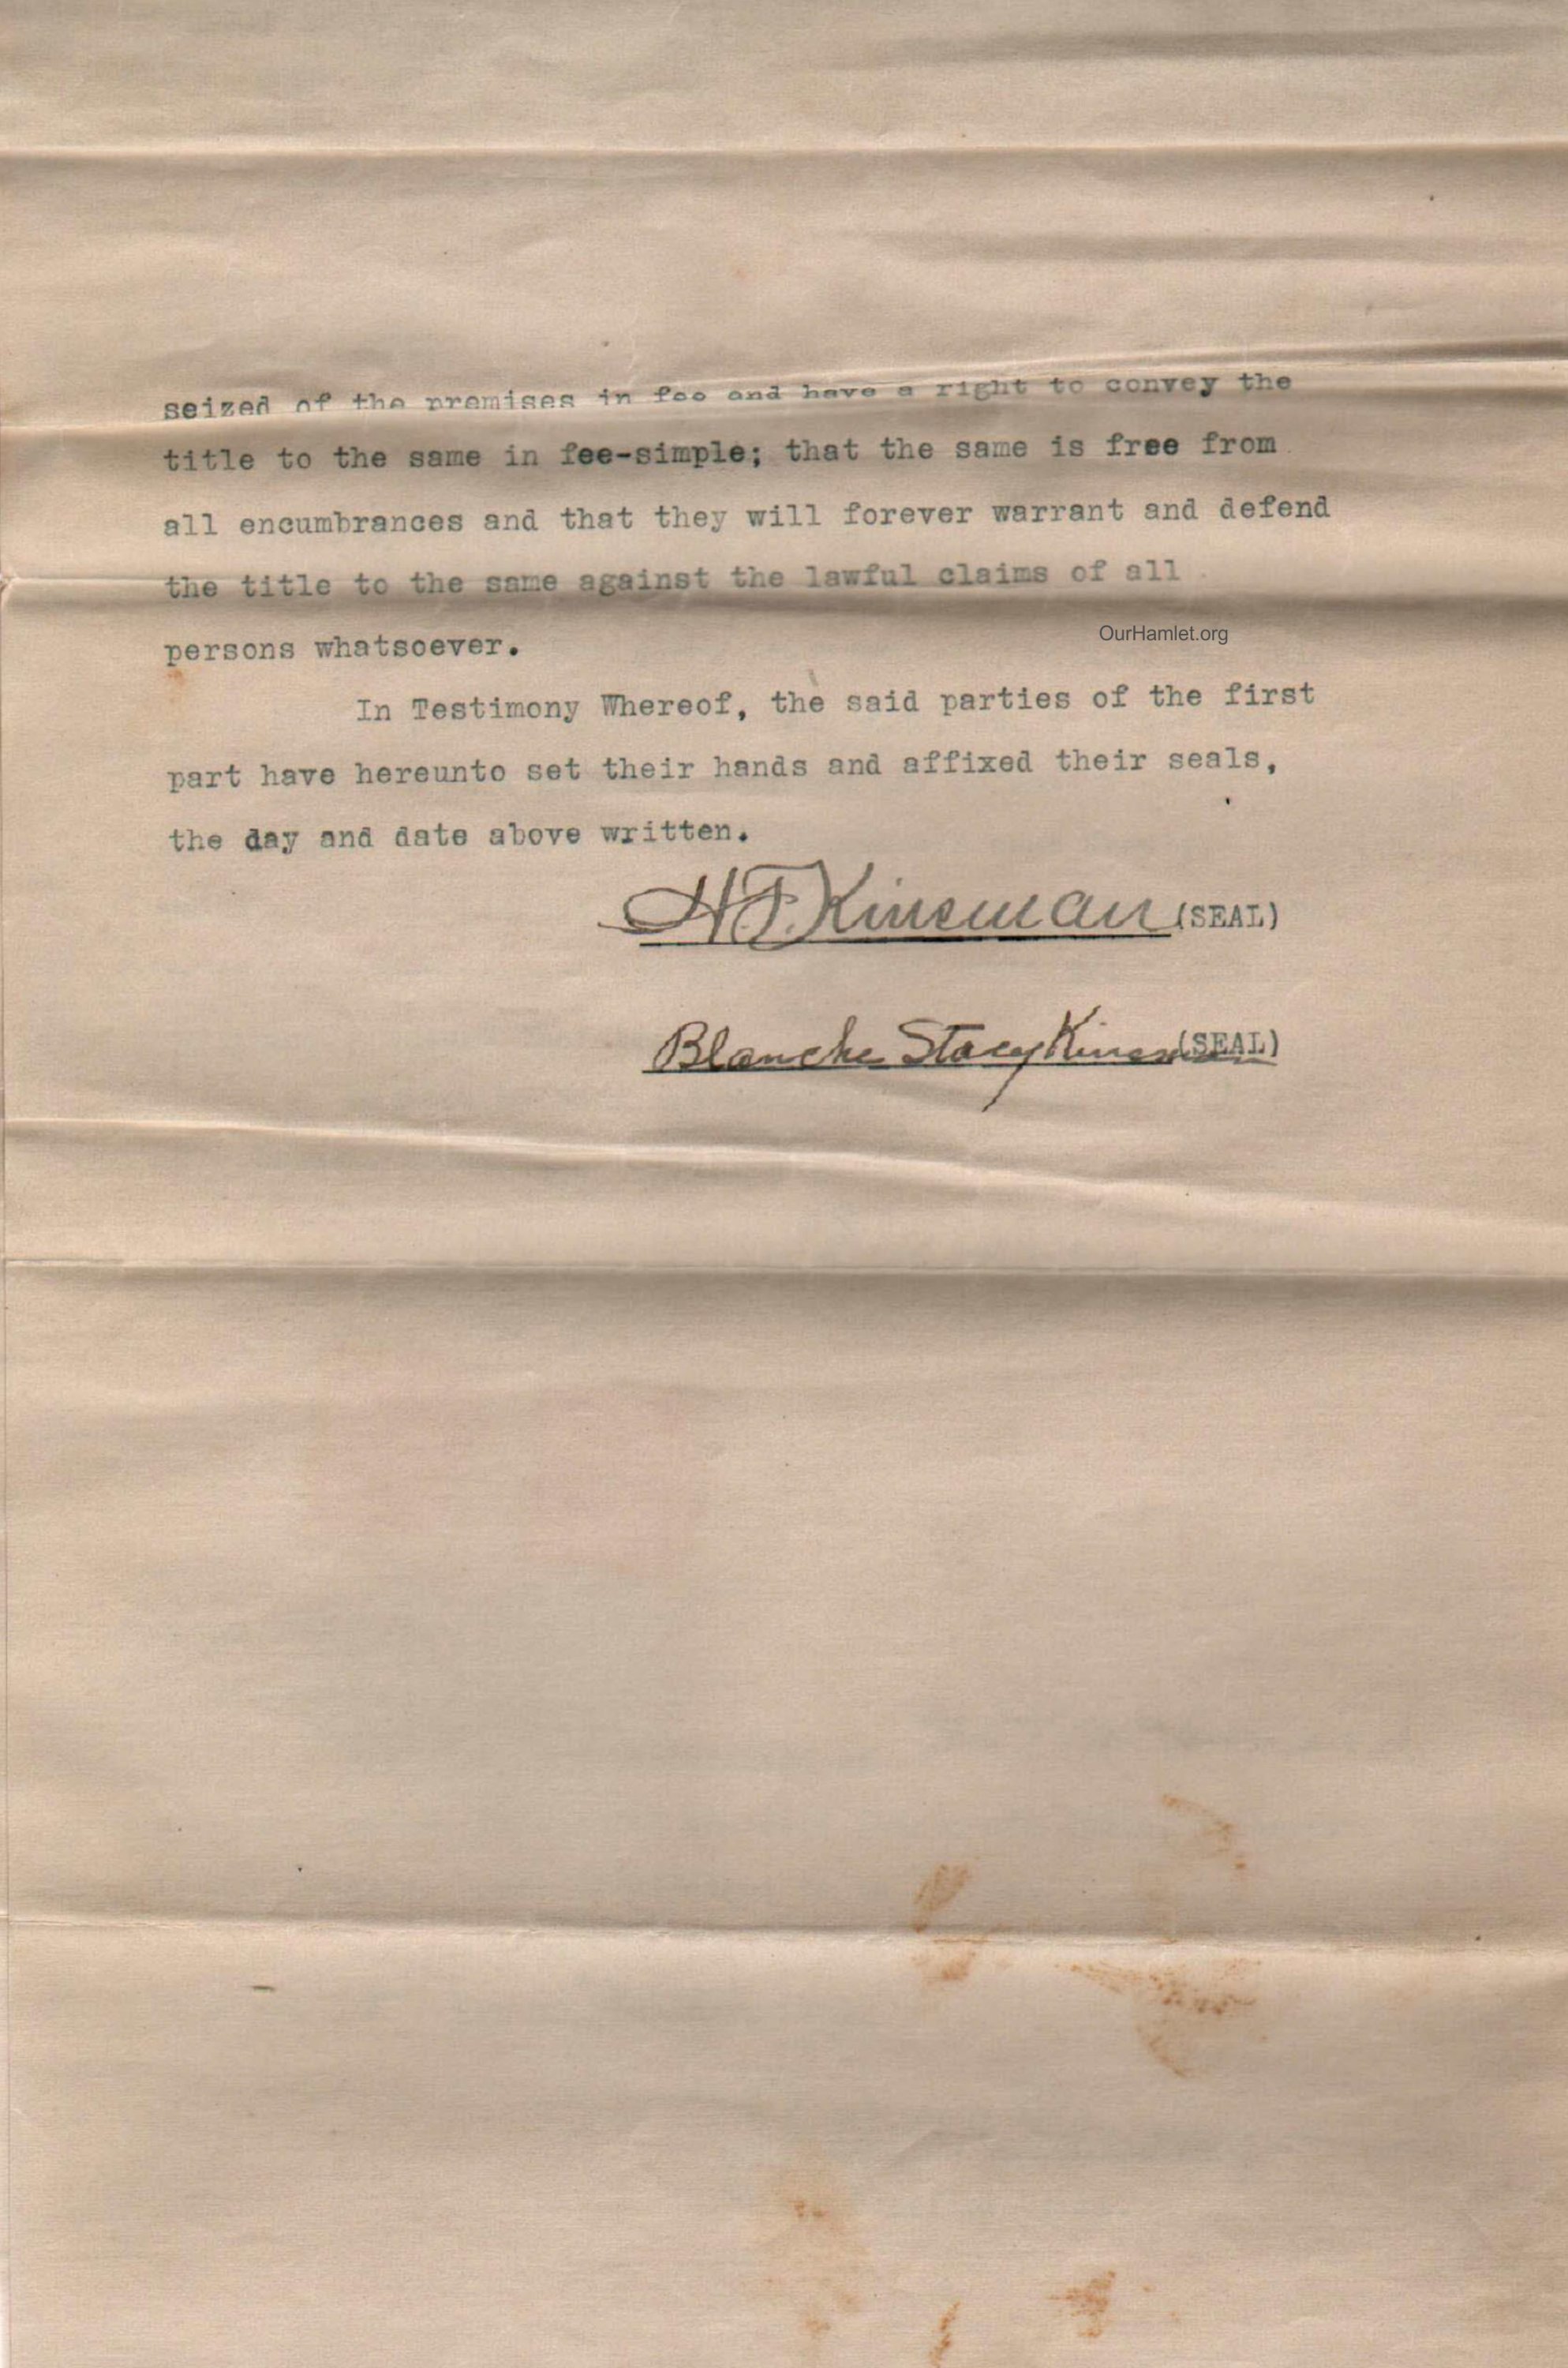 seized of the premises in fee and have a right to convey the
title to the same in fee-simple; that the same is free from
all encumbrances and that they will forever warrant and defend
the title to the same against the lawful claims of all
persons whatsoever.
OurHamlet.org
In Testimony Whereof, the said parties of the first
part have hereunto set their hands and affixed their seals,
the day and date above written.
H.T. Kinsman (SEAL)
Blanche Stacy Kinsman (SEAL)